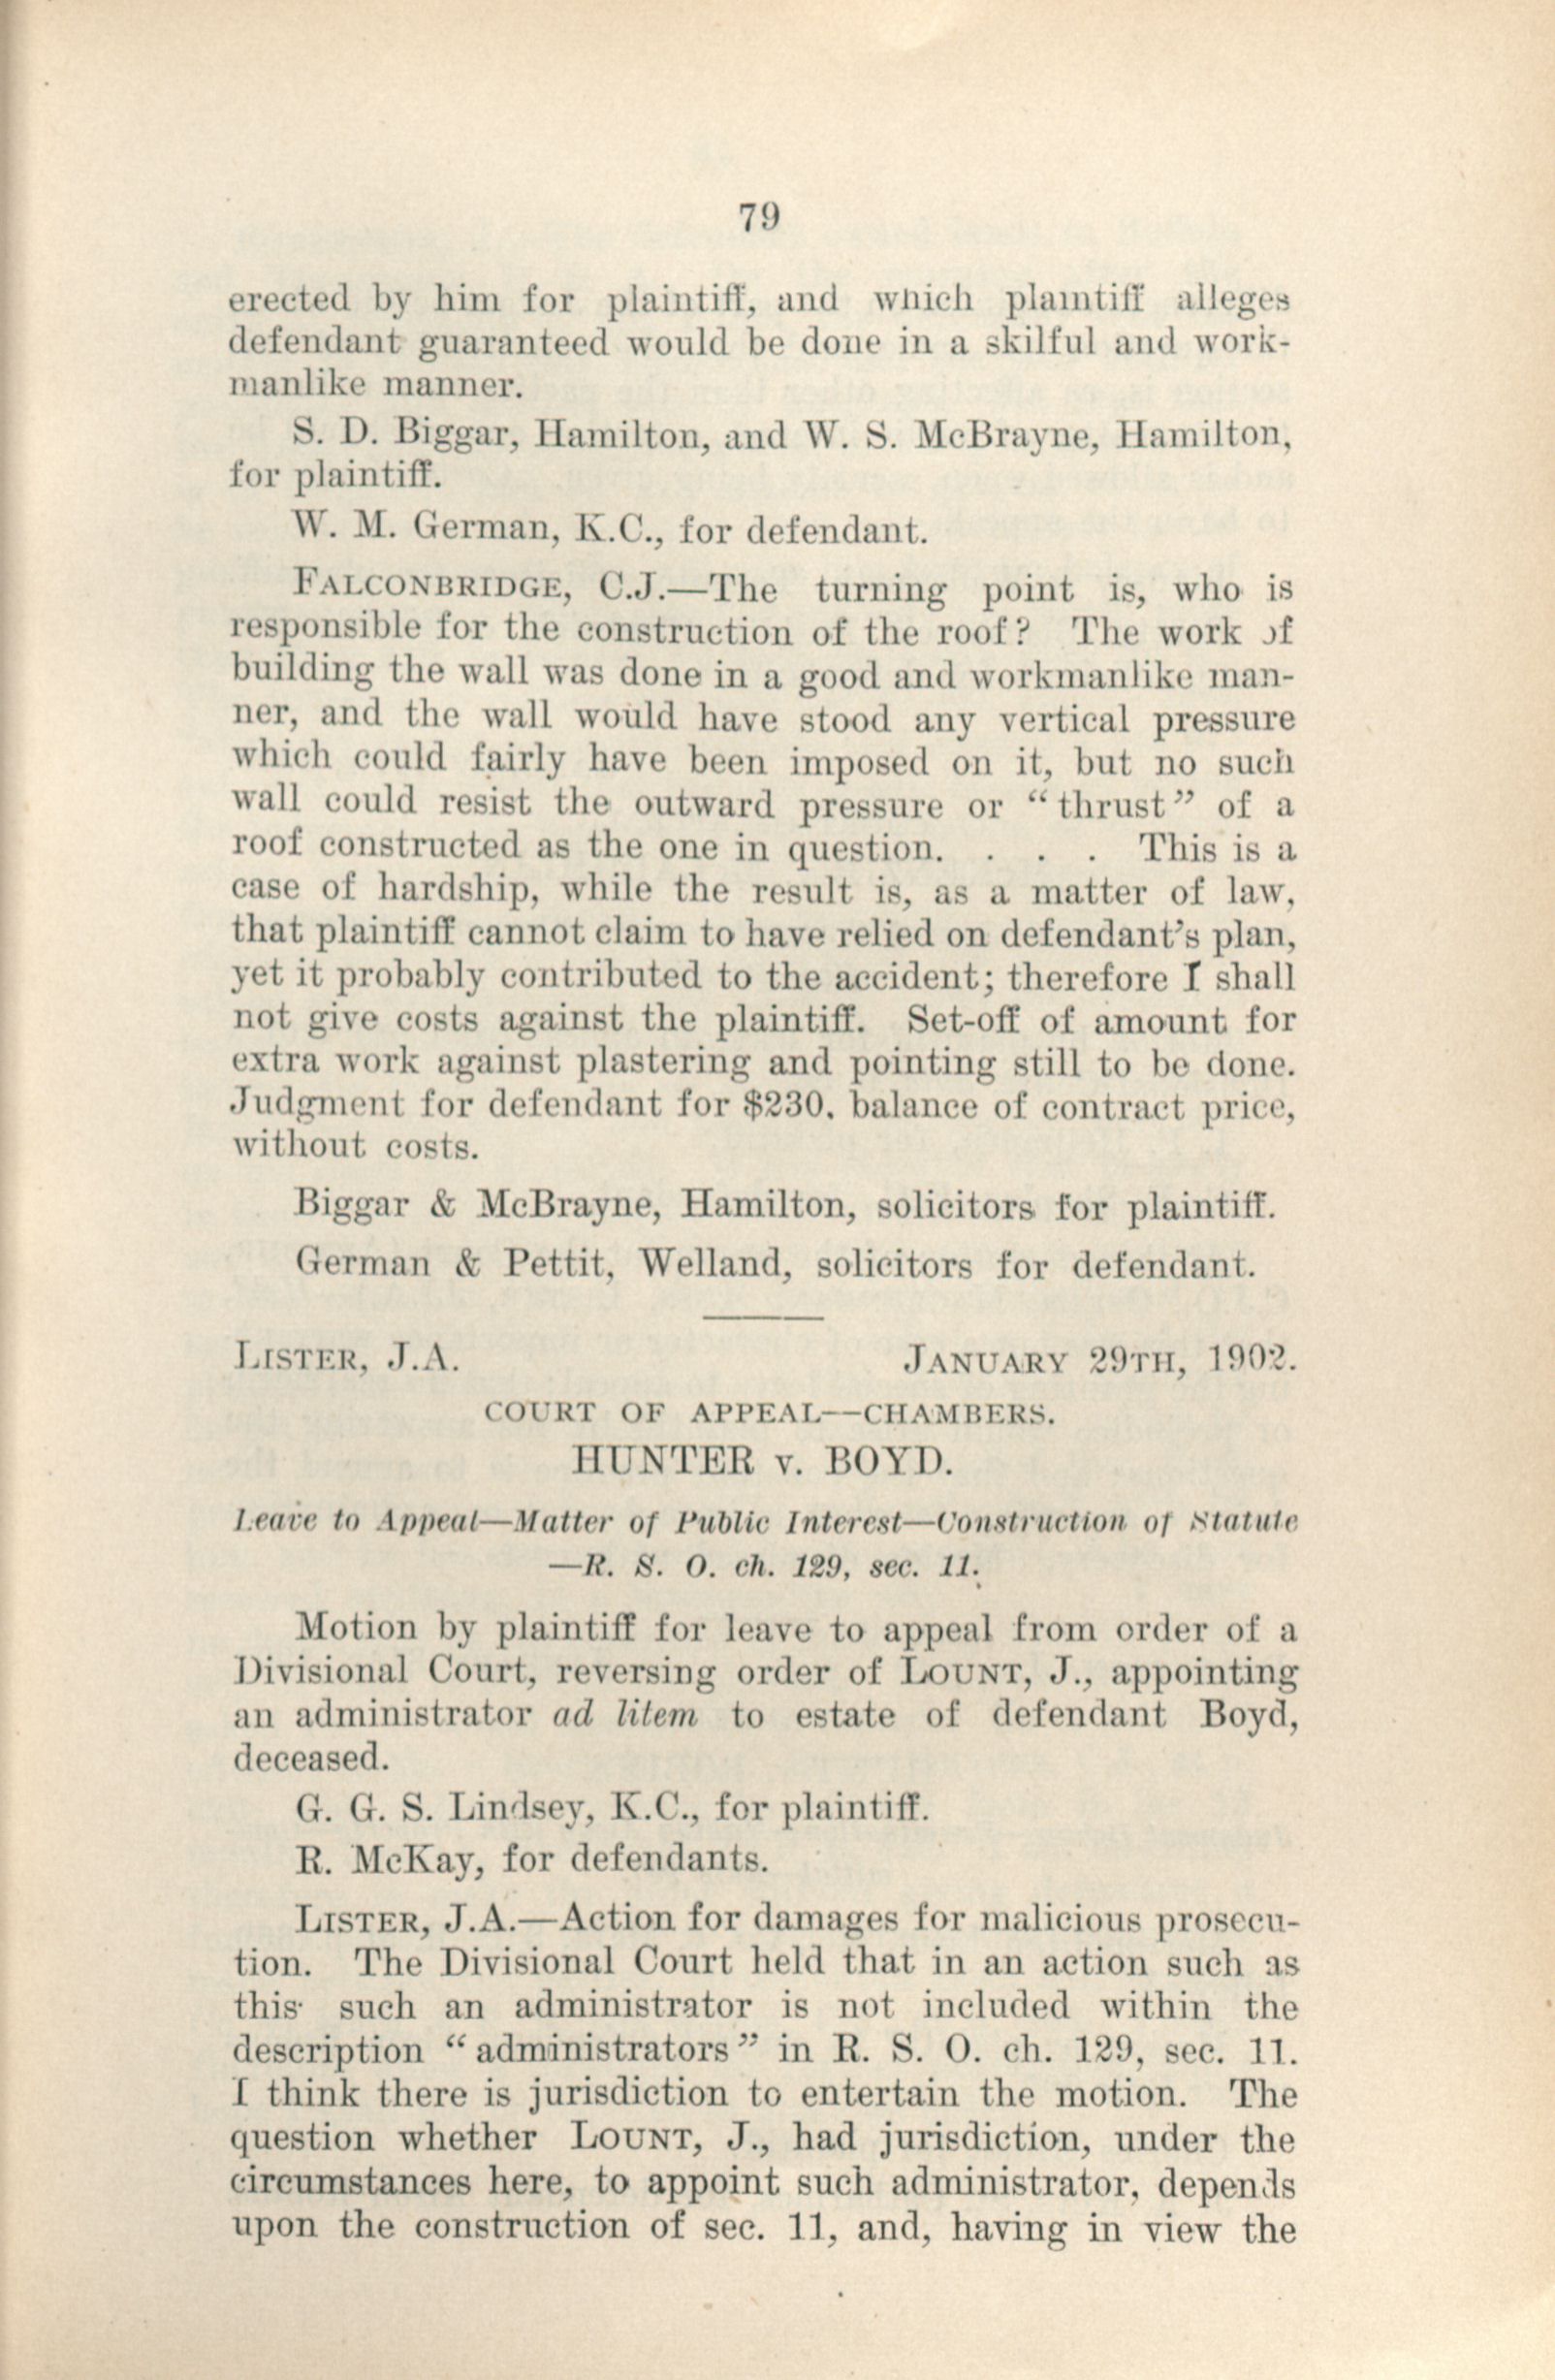 79
erected by him for plaintiff, and which plaintiff alleges
defendant guaranteed would be done in a skilful and work-
manlike manner.
S. D. Biggar, Hamilton, and W. S. McBrayne, Hamilton,
for plaintiff.
W. M. German, K.C., for defendant.
FALCONBRIDGE, C.J.—The turning point is, who is
responsible for the construction of the roof? The work of
building the wall was done in a good and workmanlike man-
ner, and the wall would have stood any vertical pressure
which could fairly have been imposed on it, but no such
wall could resist the outward pressure or “thrust” of a
roof constructed as the one in question. . . . This is a
case of hardship, while the result is, as a matter of law,
that plaintiff cannot claim to have relied on defendant's plan,
yet it probably contributed to the accident; therefore I shall
not give costs against the plaintiff. Set-off of amount for
extra work against plastering and pointing still to be done.
Judgment for defendant for $230, balance of contract price,
without costs.
Biggar & McBrayne, Hamilton, solicitors for plaintiff.
German & Pettit, Welland, solicitors for defendant.
LISTER, J.A. JANUARY 29TH, 1902.
COURT OF APPEAL—CHAMBERS.
HUNTER v. BOYD.
Leave to Appeal—Matter of Public Interest—Construction of Statute
—R. S. O. ch. 129, sec. 11.
Motion by plaintiff for leave to appeal from order of a
Divisional Court, reversing order of LOUNT, J., appointing
an administrator ad litem to estate of defendant Boyd,
deceased.
G. G. S. Lindsey, K.C., for plaintiff.
R. McKay, for defendants.
LISTER, J.A.—Action for damages for malicious prosecu-
tion. The Divisional Court held that in an action such as
this such an administrator is not included within the
description “administrators” in R. S. O. ch. 129, sec. 11.
I think there is jurisdiction to entertain the motion. The
question whether LOUNT, J., had jurisdiction, under the
circumstances here, to appoint such administrator, depends
upon the construction of sec. 11, and, having in view the